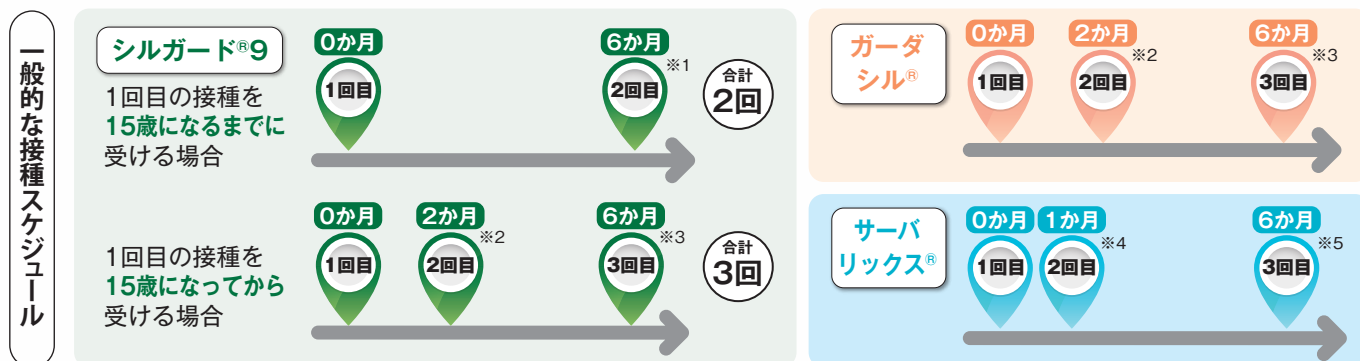 一般的な接種スケジュール
シルガード®9
1回目の接種を
15歳になるまでに
受ける場合
0か月
1回目
6か月
※1
2回目
合計
2回
1回目の接種を
15歳になってから
受ける場合
0か月
1回目
2か月
※2
2回目
6か月
※3
3回目
合計
3回
ガーダ
シル®
0か月
1回目
2か月
※2
2回目
6か月
※3
3回目
サーバ
リックス®
0か月
1回目
1か月
※4
2回目
6か月
※5
3回目